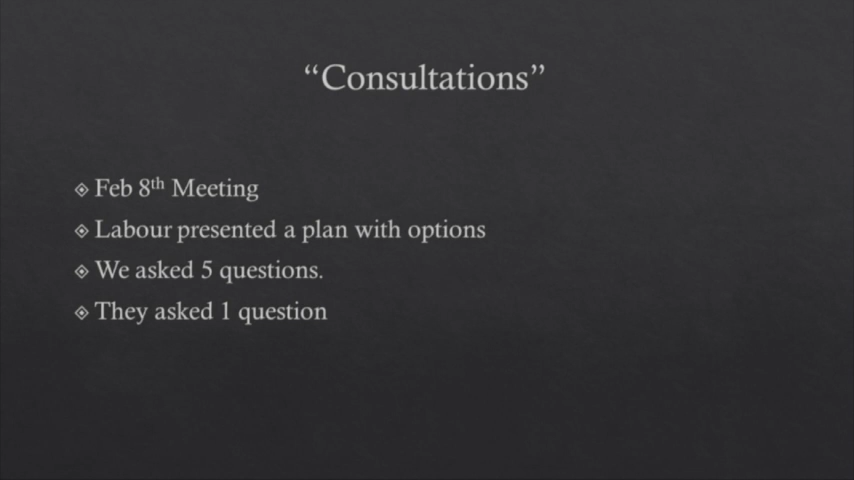 “Consultations”
Feb 8th Meeting
Labour presented a plan with options
We asked 5 questions.
They asked 1 question